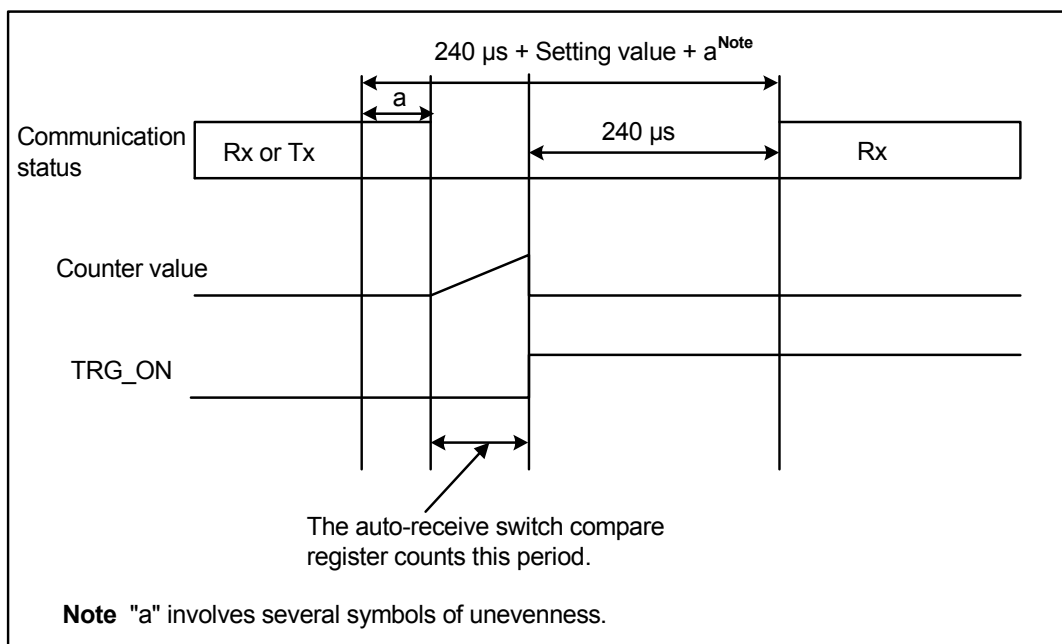 240 µs + Setting value + a^Note
a
Communication
status
Rx or Tx
240 µs
Rx
Counter value
TRG_ON
The auto-receive switch compare
register counts this period.
Note "a" involves several symbols of unevenness.